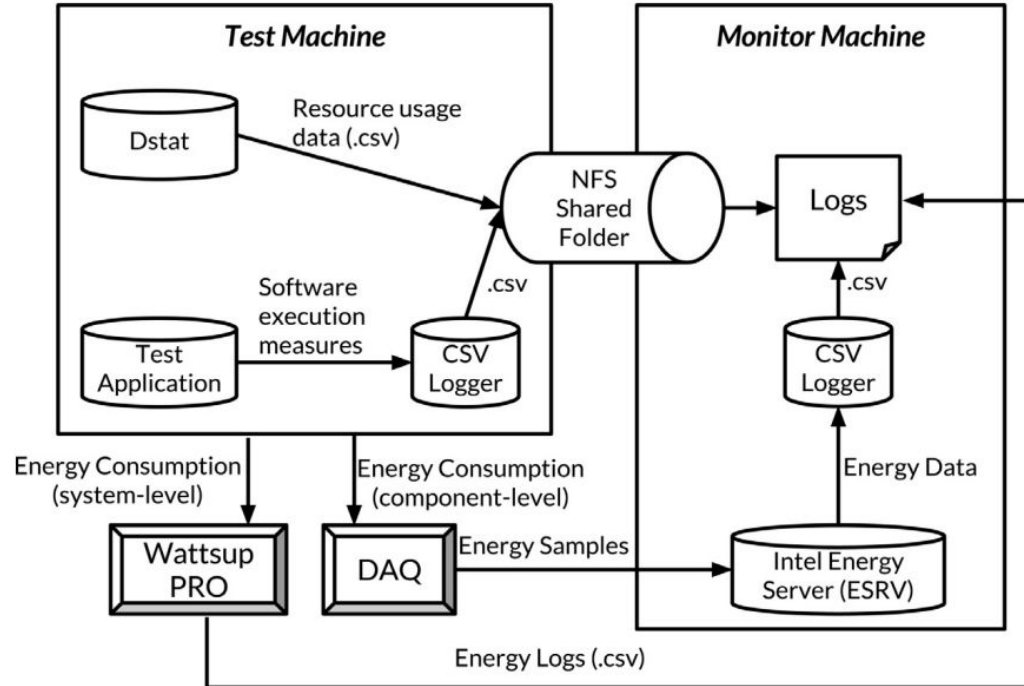 Test Machine
Monitor Machine
Dstat
Resource usage
data (.csv)
NFS
Shared
Folder
Logs
.csv
.csv
Software
execution
measures
Test
Application
CSV
Logger
CSV
Logger
Energy Consumption
(system-level)
Energy Consumption
(component-level)
Energy Data
Wattsup
PRO
DAQ
Energy Samples
Intel Energy
Server (ESRV)
Energy Logs (.csv)